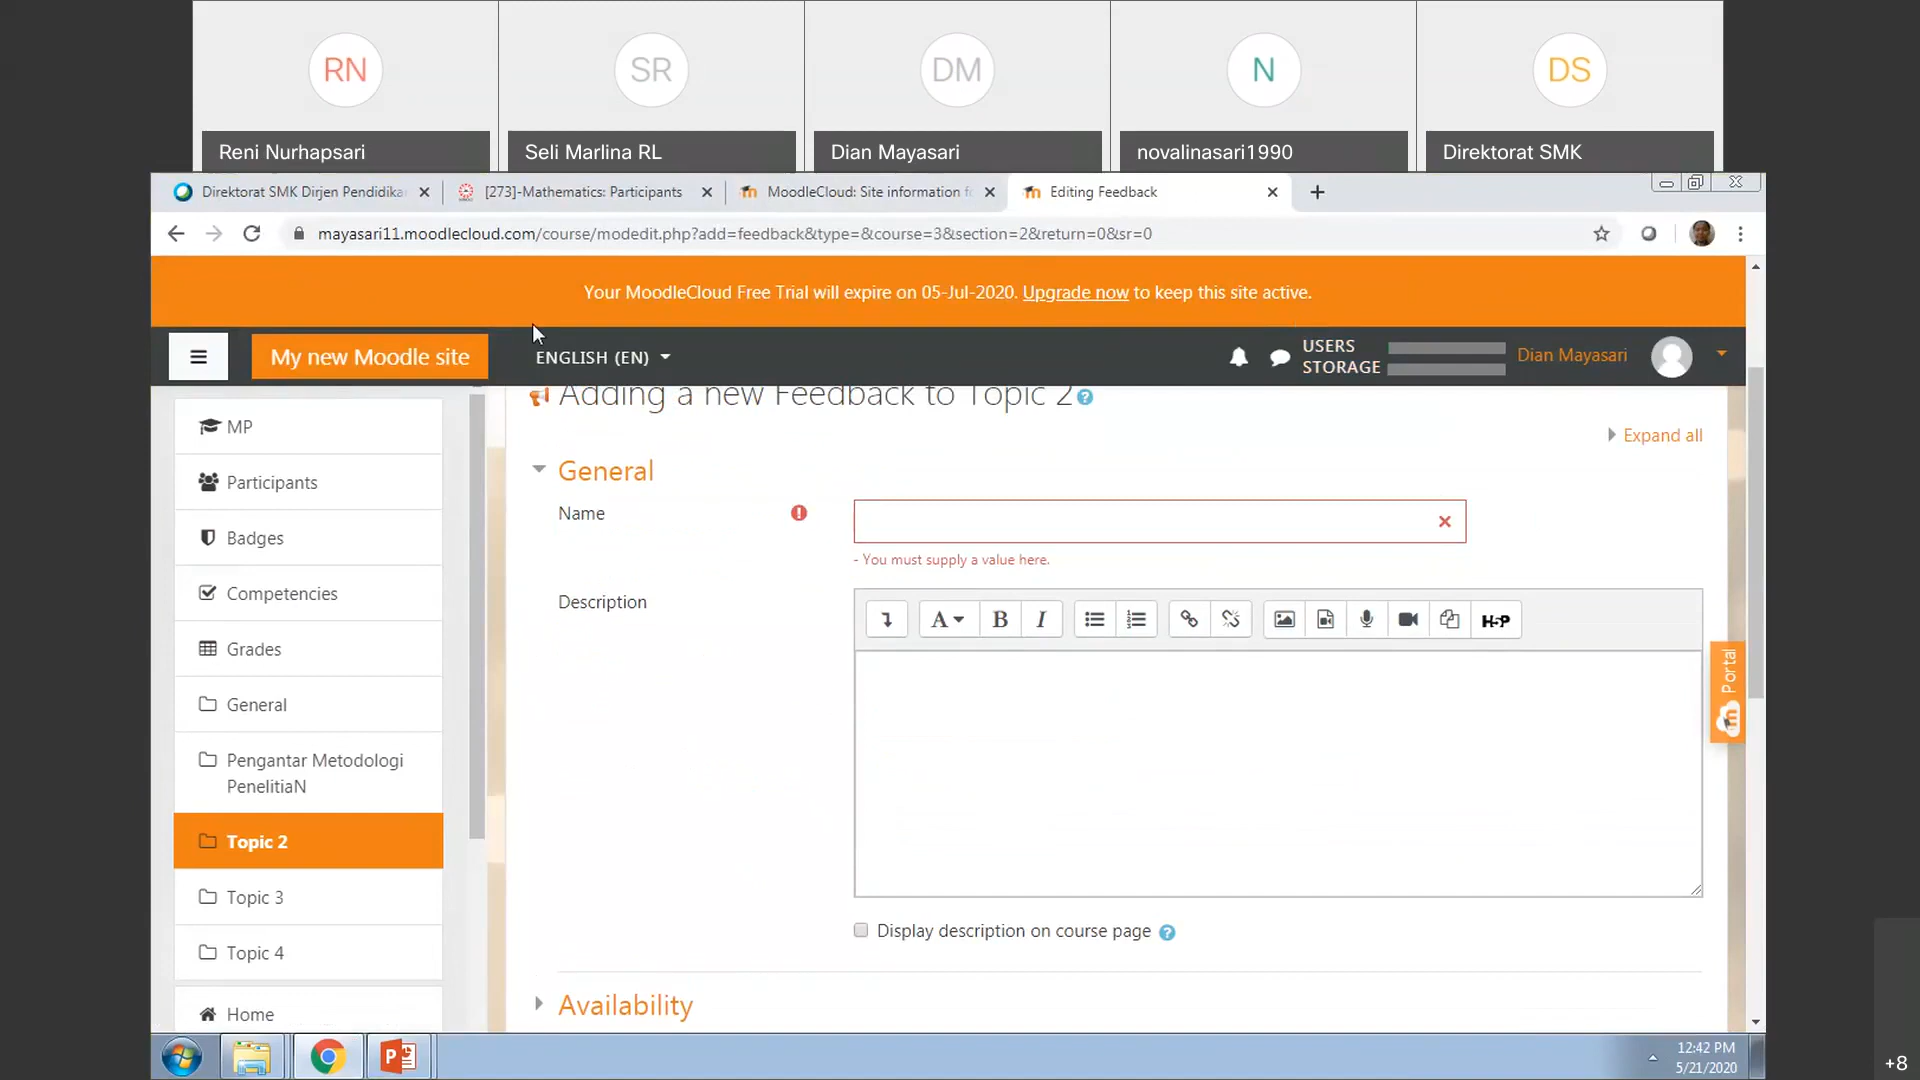 RN
SR
DM
N
DS
Reni Nurhapsari
Seli Marlina RL
Dian Mayasari
novalinasari1990
Direktorat SMK
Direktorat SMK Dirjen Pendidika
[273]-Mathematics: Participants
MoodleCloud: Site information f
Editing Feedback
mayasari11.moodlecloud.com/course/modedit.php?add=feedback&type=&course=3&section=2&return=0&sr=0
Your MoodleCloud Free Trial will expire on 05-Jul-2020. Upgrade now to keep this site active.
My new Moodle site
ENGLISH (EN)
USERS
STORAGE
Dian Mayasari
Adding a new Feedback to Topic 2
Expand all
MP
Participants
Badges
Competencies
Grades
General
Pengantar Metodologi
PenelitiaN
Topic 2
Topic 3
Topic 4
Home
General
Name
- You must supply a value here.
Description
A
B
I
H5P
Display description on course page
Availability
Portal
12:42 PM
5/21/2020
+8